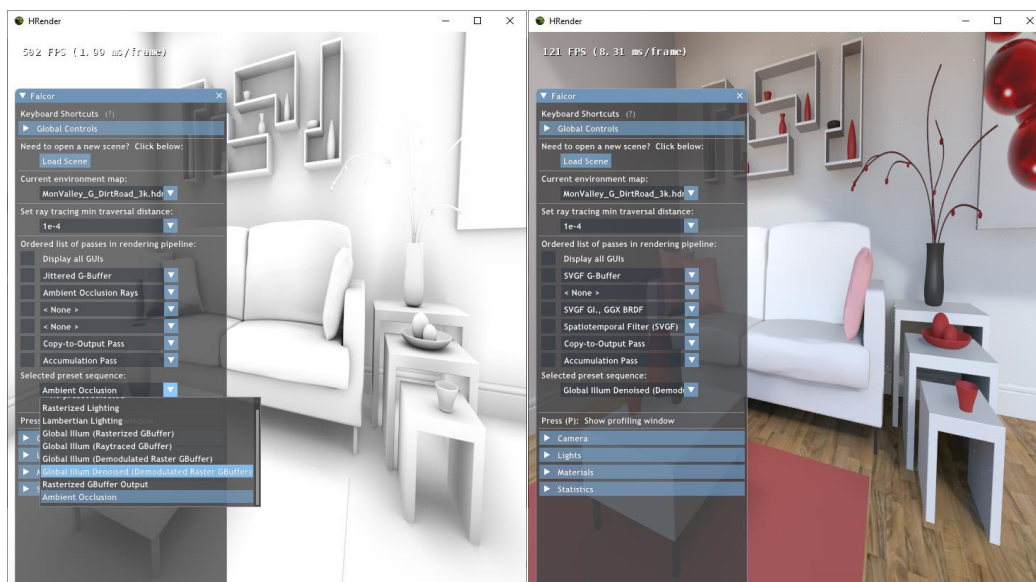 HRender
502 FPS (1.99 ms/frame)
Falcor
Keyboard Shortcuts (?)
Global Controls
Need to open a new scene? Click below:
Load Scene
Current environment map:
MonValley_G_DirtRoad_3k.hdr
Set ray tracing min traversal distance:
1e-4
Ordered list of passes in rendering pipeline:
Display all GUIs
Jittered G-Buffer
Ambient Occlusion Rays
< None >
< None >
Copy-to-Output Pass
Accumulation Pass
Selected preset sequence:
Ambient Occlusion
Rasterized Lighting
Lambertian Lighting
Global Illum (Rasterized GBuffer)
Global Illum (Raytraced GBuffer)
Global Illum (Demodulated Raster GBuffer)
Global Illum Denoised (Demodulated Raster GBuffer)
Rasterized GBuffer Output
Ambient Occlusion
Pres
HRender
121 FPS (8.31 ms/frame)
Falcor
Keyboard Shortcuts (?)
Global Controls
Need to open a new scene? Click below:
Load Scene
Current environment map:
MonValley_G_DirtRoad_3k.hdr
Set ray tracing min traversal distance:
1e-4
Ordered list of passes in rendering pipeline:
Display all GUIs
SVGF G-Buffer
< None >
SVGF GI., GGX BRDF
Spatiotemporal Filter (SVGF)
Copy-to-Output Pass
Accumulation Pass
Selected preset sequence:
Global Illum Denoised (Demod
Press (P): Show profiling window
Camera
Lights
Materials
Statistics